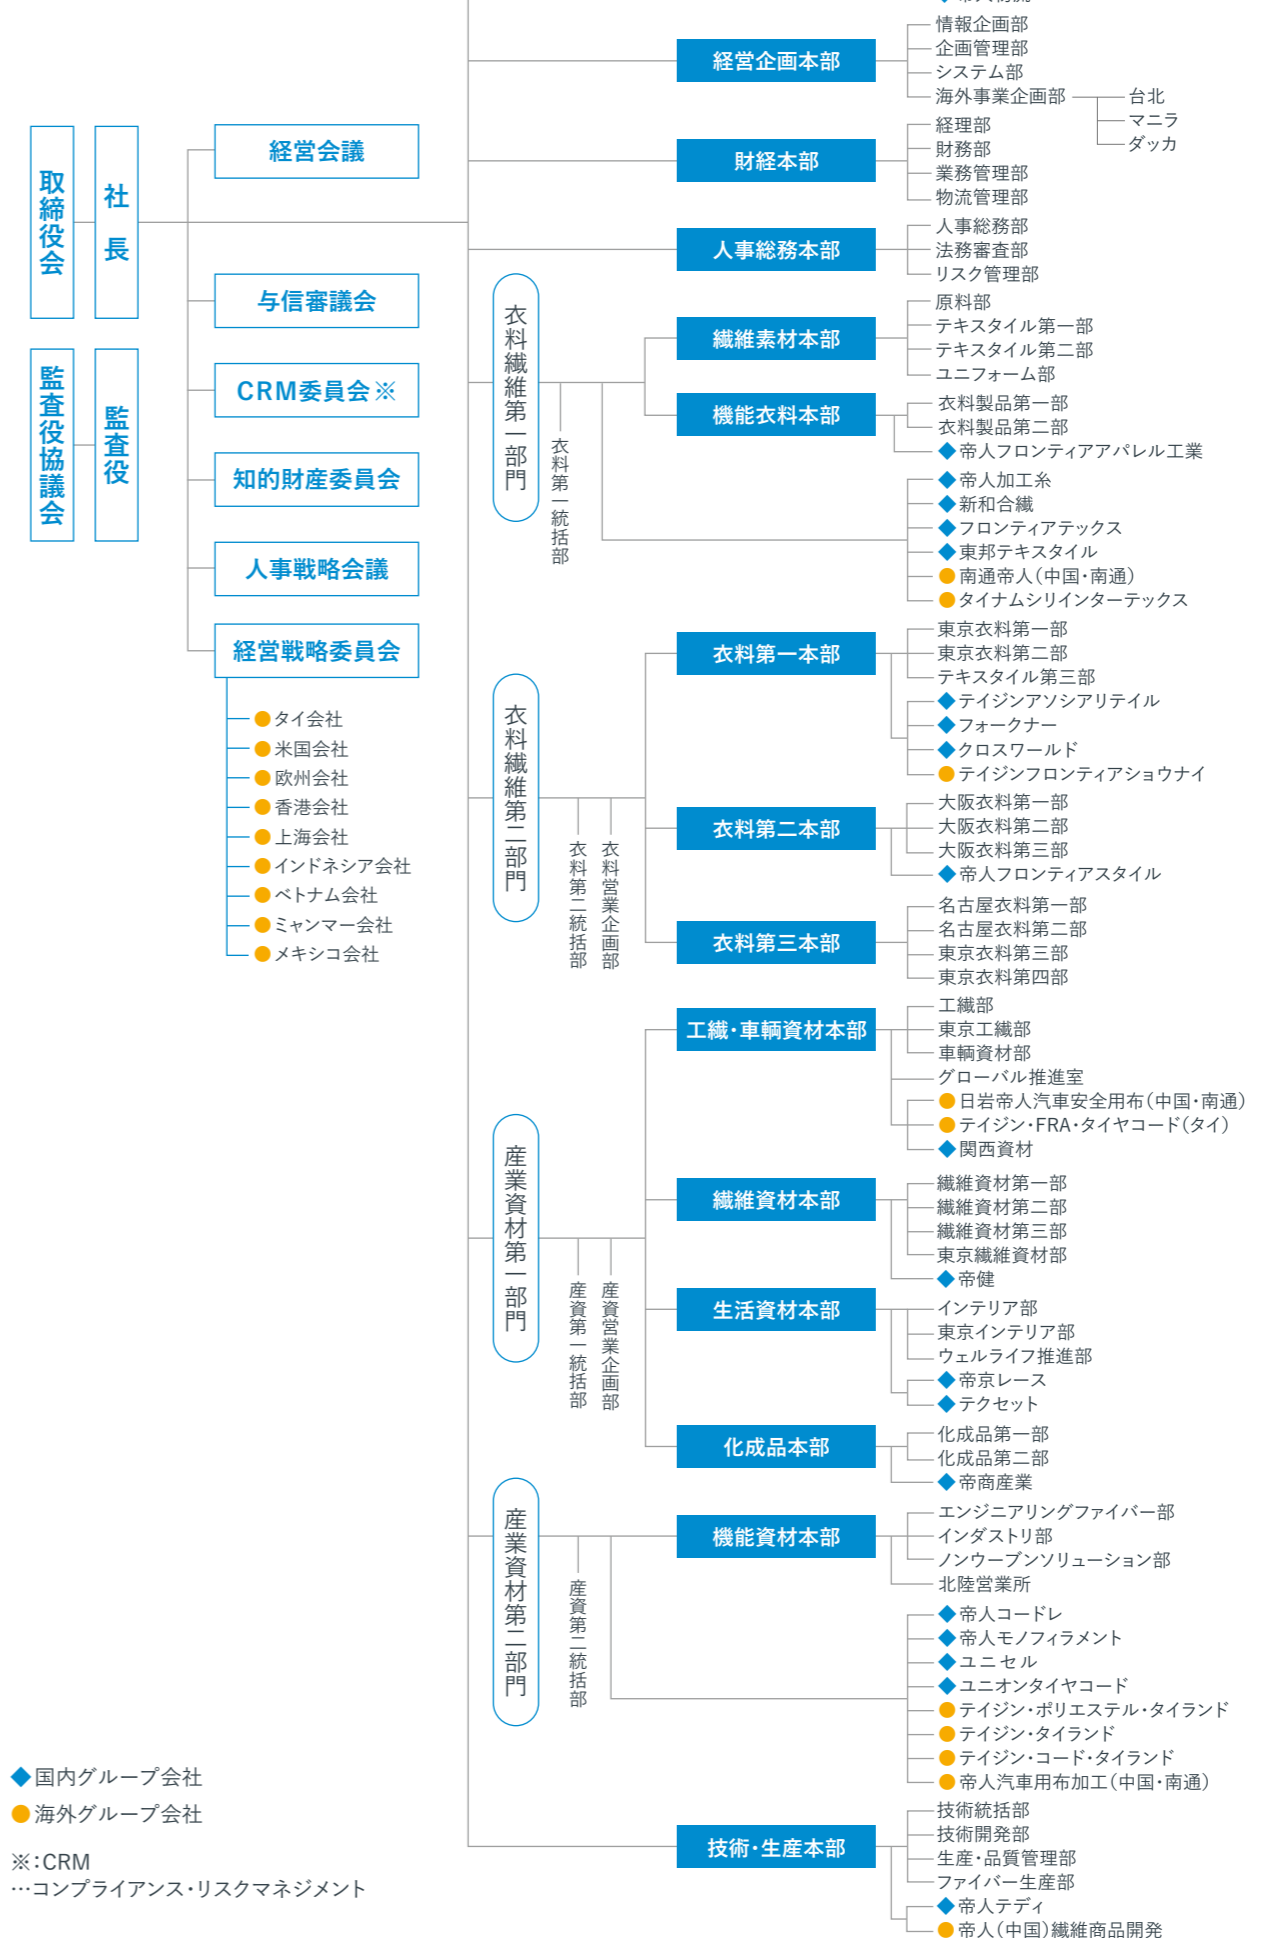 取締役会
社長
監査役協議会
監査役
経営会議
与信審議会
CRM委員会※
知的財産委員会
人事戦略会議
経営戦略委員会
●タイ会社
●米国会社
●欧州会社
●香港会社
●上海会社
●インドネシア会社
●ベトナム会社
●ミャンマー会社
●メキシコ会社
経営企画本部
情報企画部
企画管理部
システム部
海外事業企画部
台北
マニラ
ダッカ
財経本部
経理部
財務部
業務管理部
物流管理部
人事総務本部
人事総務部
法務審査部
リスク管理部
衣料繊維第一部門
衣料第一統括部
繊維素材本部
原料部
テキスタイル第一部
テキスタイル第二部
ユニフォーム部
機能衣料本部
衣料製品第一部
衣料製品第二部
◆帝人フロンティアアパレル工業
◆帝人加工糸
◆新和合繊
◆フロンティアテックス
◆東邦テキスタイル
●南通帝人(中国・南通)
●タイナムシリインターテックス
衣料繊維第二部門
衣料第二統括部
衣料営業企画部
衣料第一本部
東京衣料第一部
東京衣料第二部
テキスタイル第三部
◆テイジンアソシアリテイル
◆フォークナー
◆クロスワールド
●テイジンフロンティアショウナイ
衣料第二本部
大阪衣料第一部
大阪衣料第二部
大阪衣料第三部
◆帝人フロンティアスタイル
衣料第三本部
名古屋衣料第一部
名古屋衣料第二部
東京衣料第三部
東京衣料第四部
産業資材第一部門
産資第一統括部
産資営業企画部
工繊・車輌資材本部
工繊部
東京工繊部
車輌資材部
グローバル推進室
●日岩帝人汽車安全用布(中国・南通)
●テイジン・FRA・タイヤコード(タイ)
◆関西資材
繊維資材本部
繊維資材第一部
繊維資材第二部
繊維資材第三部
東京繊維資材部
◆帝健
生活資材本部
インテリア部
東京インテリア部
ウェルライフ推進部
◆帝京レース
◆テクセット
化成品本部
化成品第一部
化成品第二部
◆帝商産業
産業資材第二部門
産資第二統括部
機能資材本部
エンジニアリングファイバー部
インダストリ部
ノンウーブンソリューション部
北陸営業所
◆帝人コードレ
◆帝人モノフィラメント
◆ユニセル
◆ユニオンタイヤコード
●テイジン・ポリエステル・タイランド
●テイジン・タイランド
●テイジン・コード・タイランド
●帝人汽車用布加工(中国・南通)
技術・生産本部
技術統括部
技術開発部
生産・品質管理部
ファイバー生産部
◆帝人テディ
●帝人(中国)繊維商品開発
◆国内グループ会社
●海外グループ会社
※:CRM
…コンプライアンス・リスクマネジメント